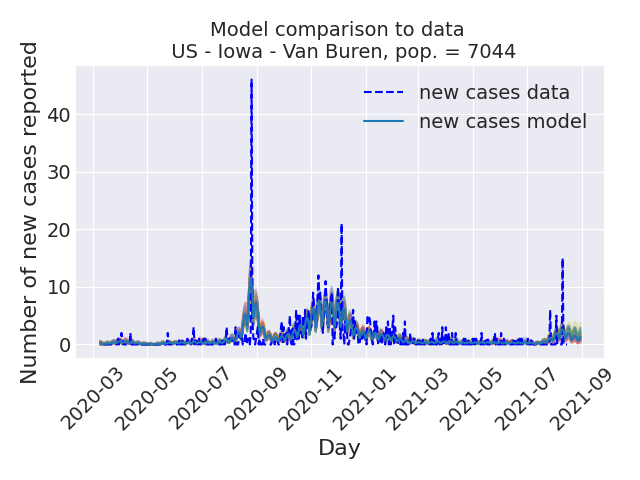 Model comparison to data
US - Iowa - Van Buren, pop. = 7044
Number of new cases reported
new cases data
new cases model
40
30
20
10
0
2020-03
2020-05
2020-07
2020-09
2020-11
2021-01
2021-03
2021-05
2021-07
2021-09
Day